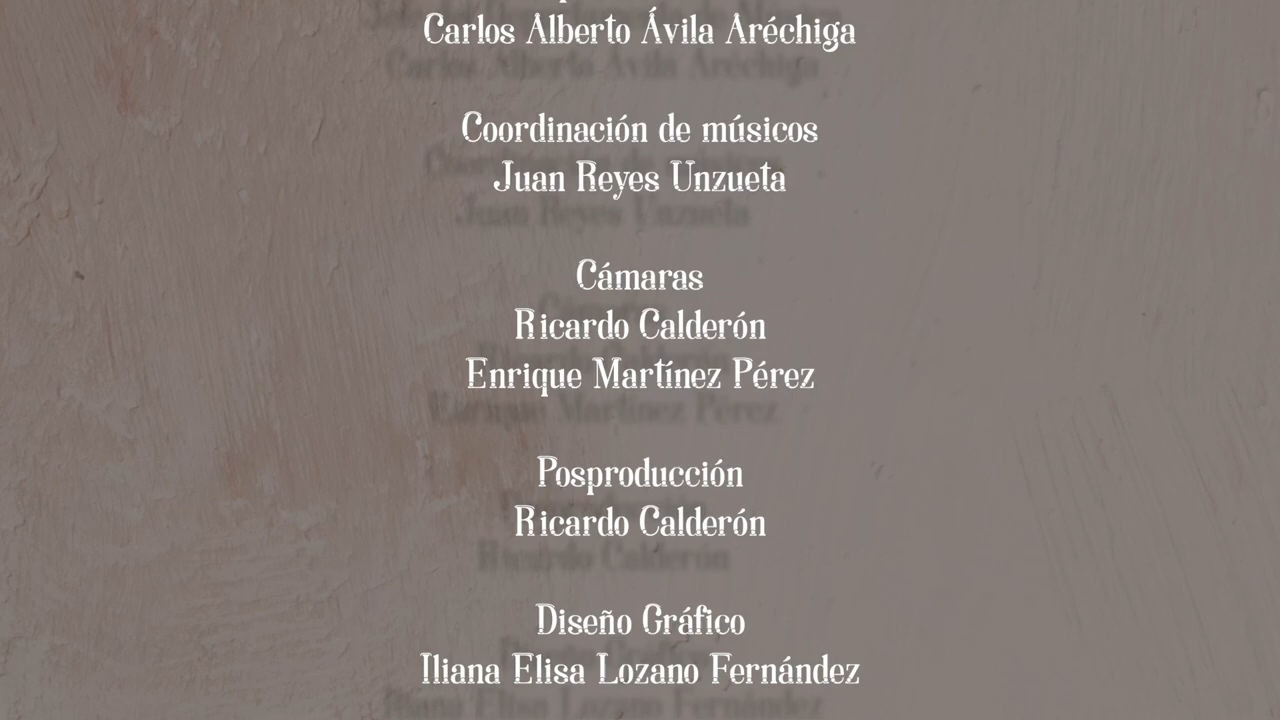 Carlos Alberto Ávila Aréchiga
Coordinación de músicos
Juan Reyes Unzueta
Cámaras
Ricardo Calderón
Enrique Martínez Pérez
Posproducción
Ricardo Calderón
Diseño Gráfico
Iliana Elisa Lozano Fernández